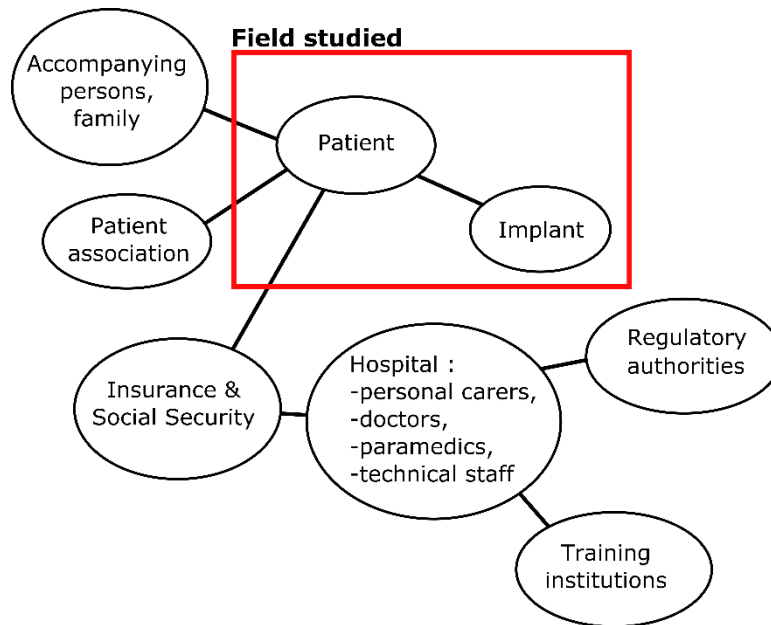 Field studied
Accompanying
persons,
family
Patient
Patient
association
Implant
Insurance &
Social Security
Hospital :
-personal carers,
-doctors,
-paramedics,
-technical staff
Regulatory
authorities
Training
institutions